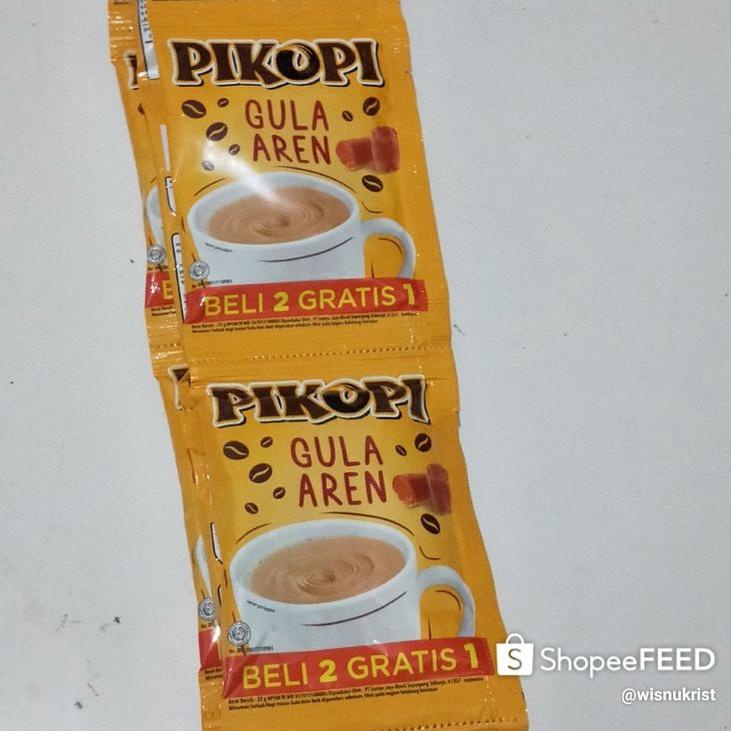 PIKOPI
GULA
AREN
BELI 2 GRATIS 1
PIKOPI
GULA
AREN
BELI 2 GRATIS 1
ShopeeFEED
@wisnukrist